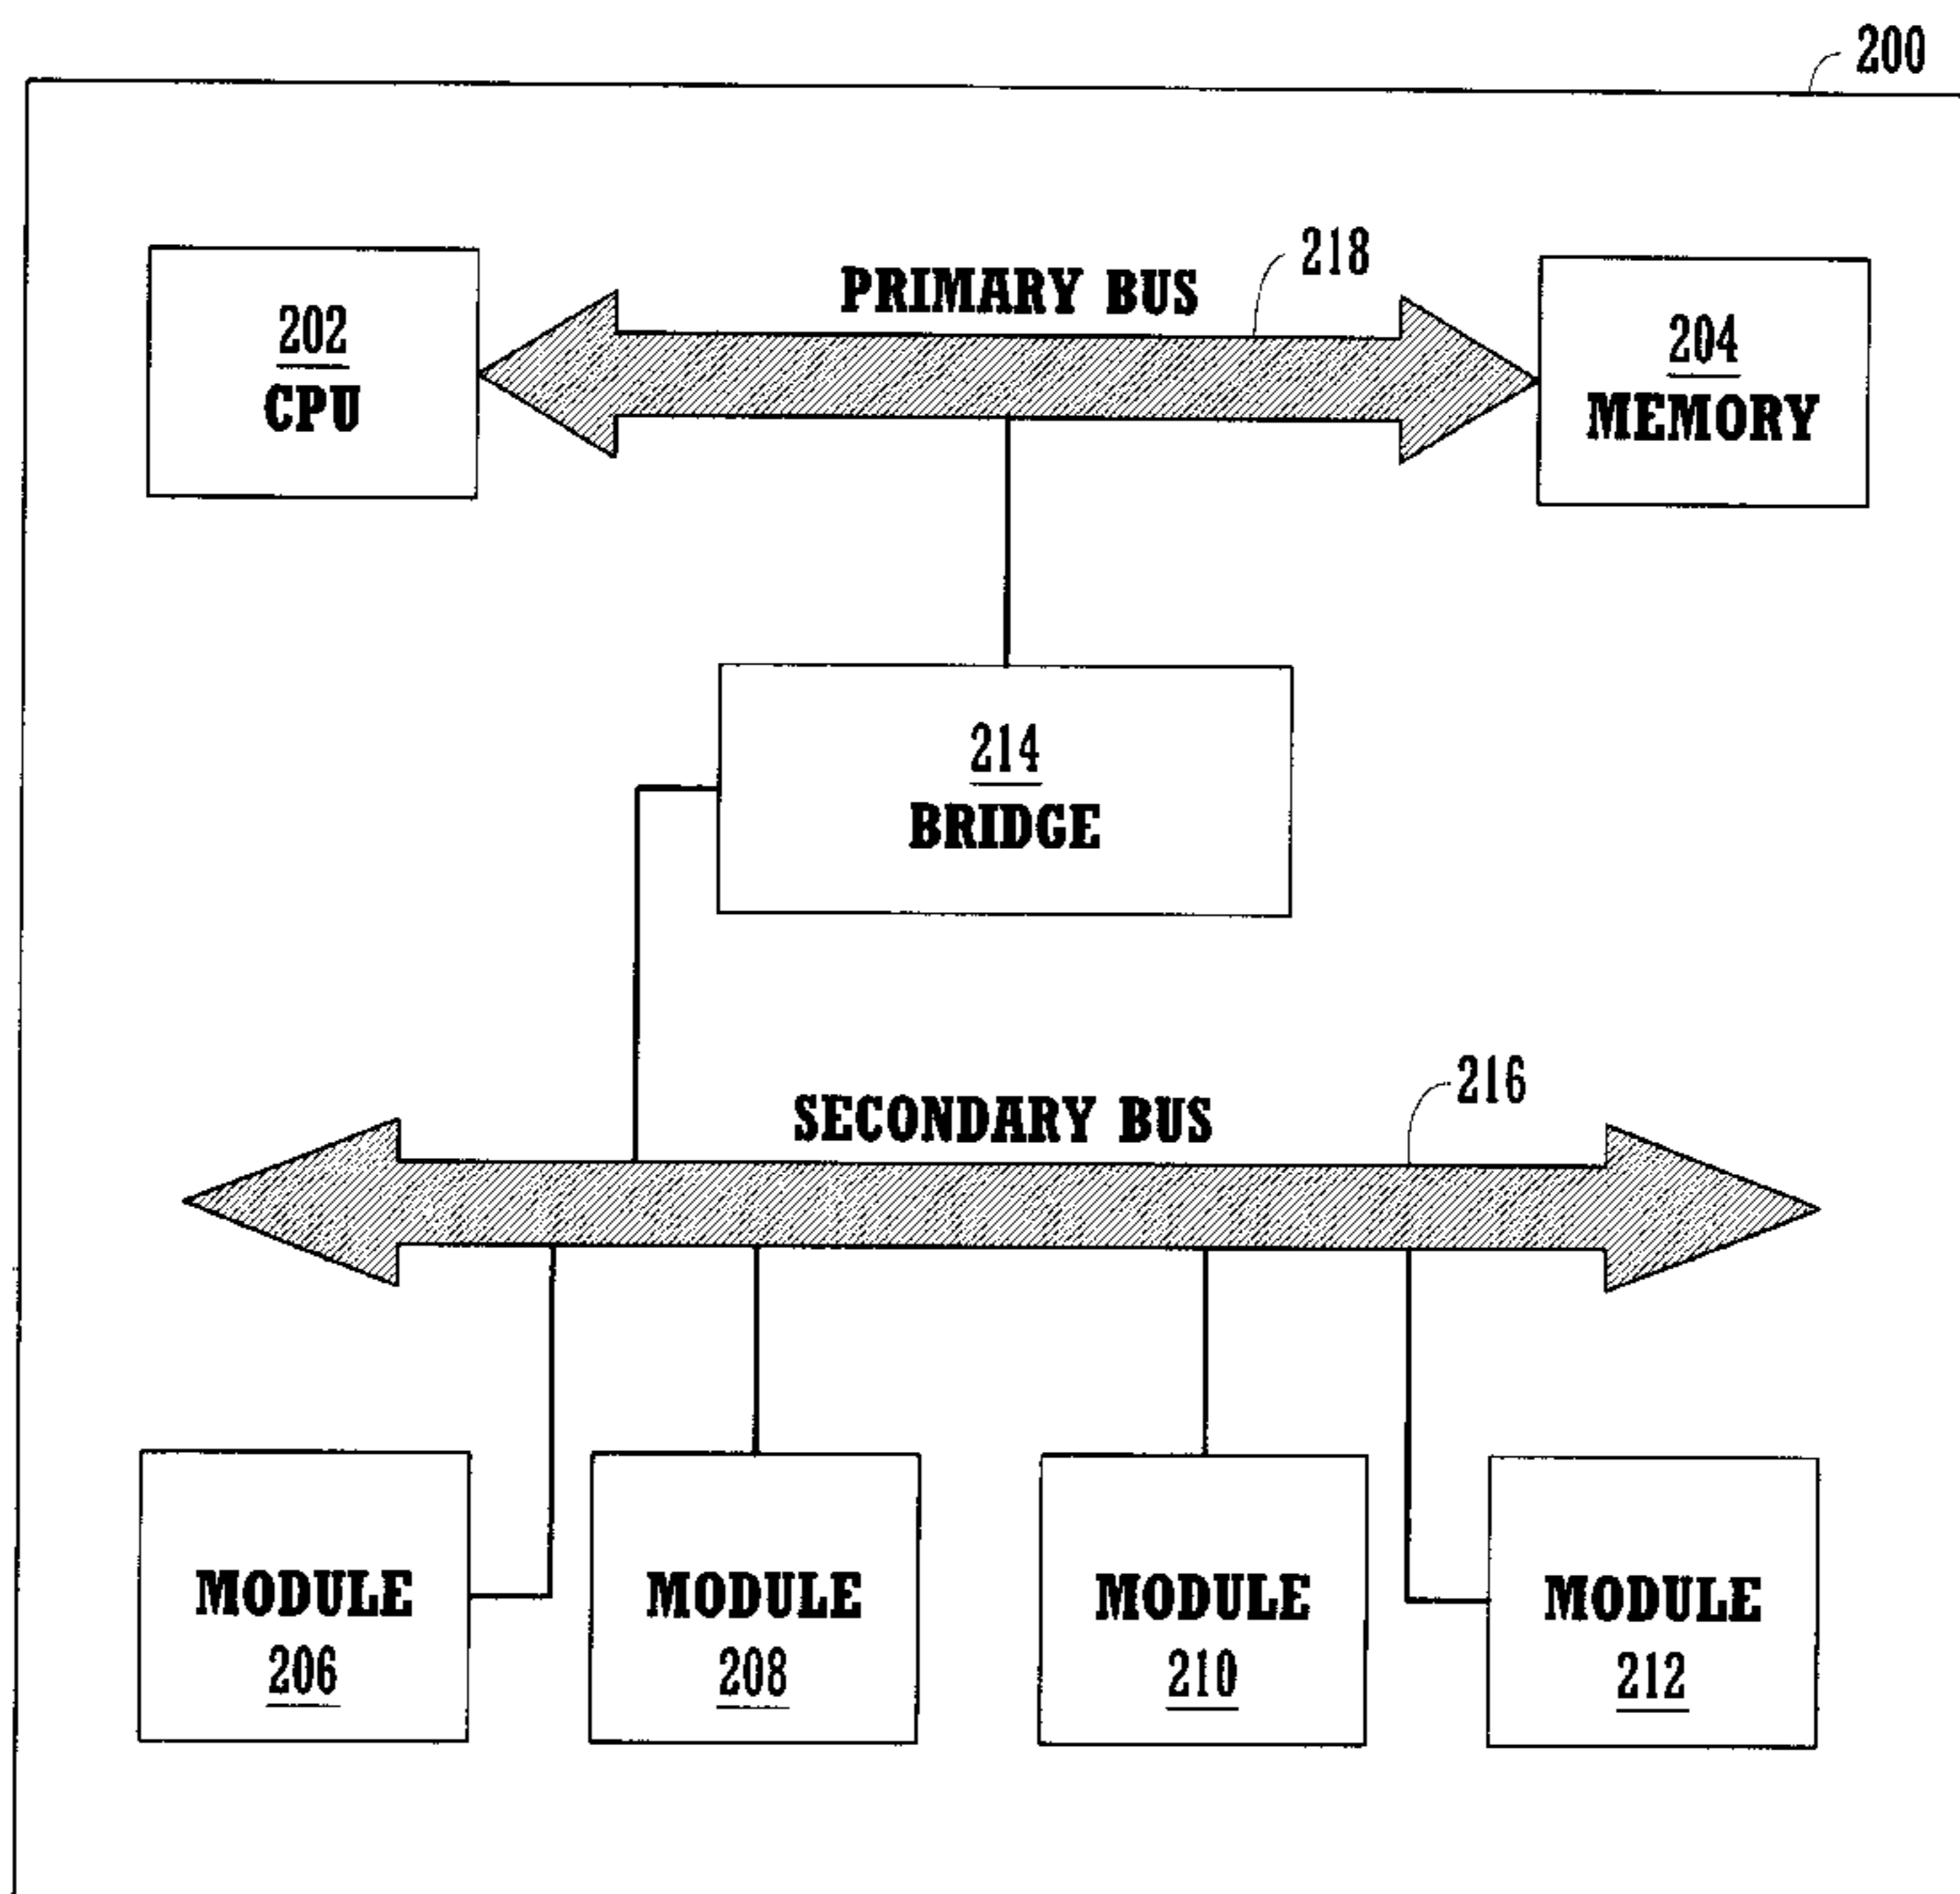 200
PRIMARY BUS
218
202
CPU
204
MEMORY
214
BRIDGE
SECONDARY BUS
216
MODULE
206
MODULE
208
MODULE
210
MODULE
212